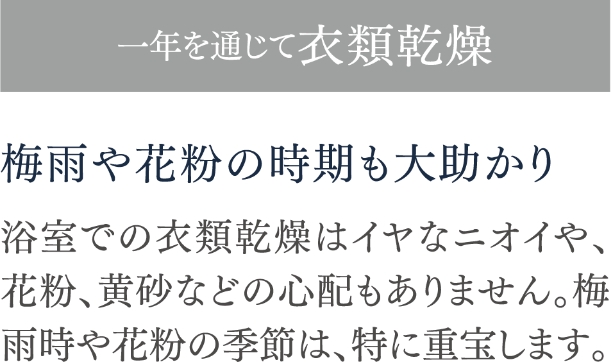 一年を通じて衣類乾燥
梅雨や花粉の時期も大助かり
浴室での衣類乾燥はイヤなニオイや、
花粉、黄砂などの心配もありません。梅
雨時や花粉の季節は、特に重宝します。